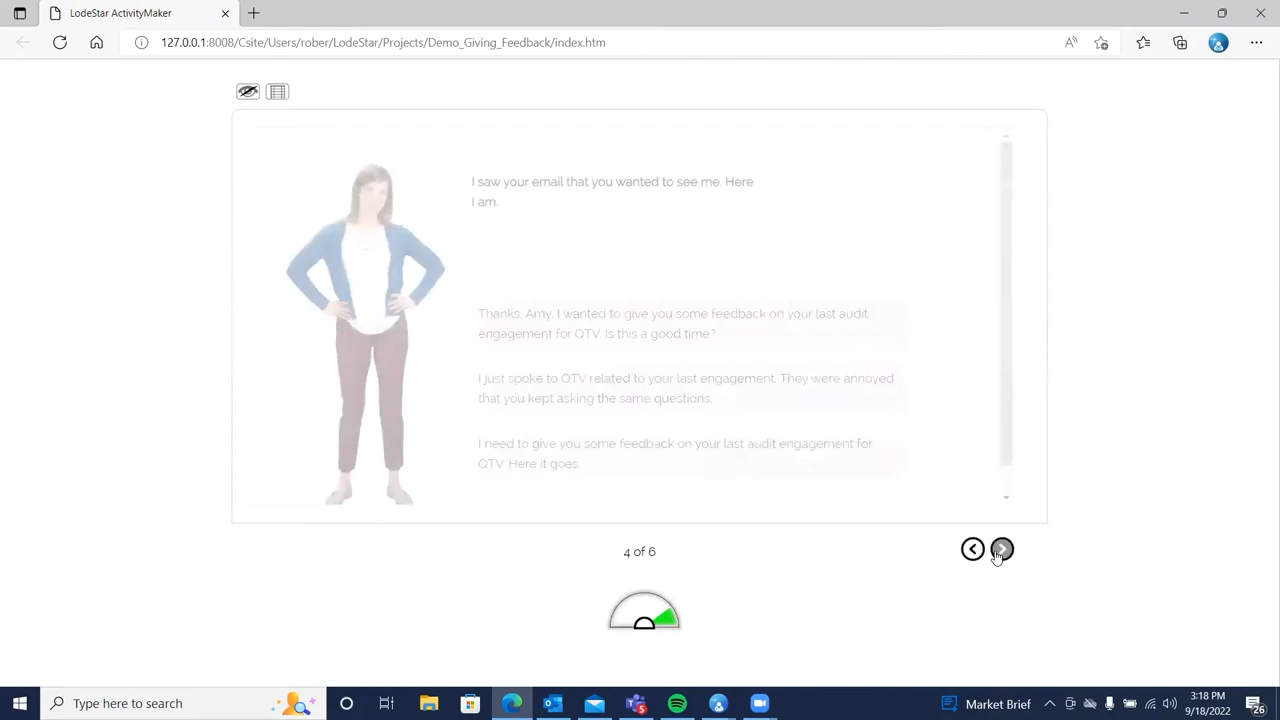 LodeStar ActivityMaker
127.0.0.1:8008/Csite/Users/rober/LodeStar/Projects/Demo_Giving_Feedback/index.htm
I saw your email that you wanted to see me. Here
I am.
Thanks, Amy. I wanted to give you some feedback on your last audit
engagement for QTV. Is this a good time?
I just spoke to QTV related to your last engagement. They were annoyed
that you kept asking the same questions.
I need to give you some feedback on your last audit engagement for
QTV. Here it goes.
4 of 6
Type here to search
Market Brief
3:18 PM
9/18/2022
26